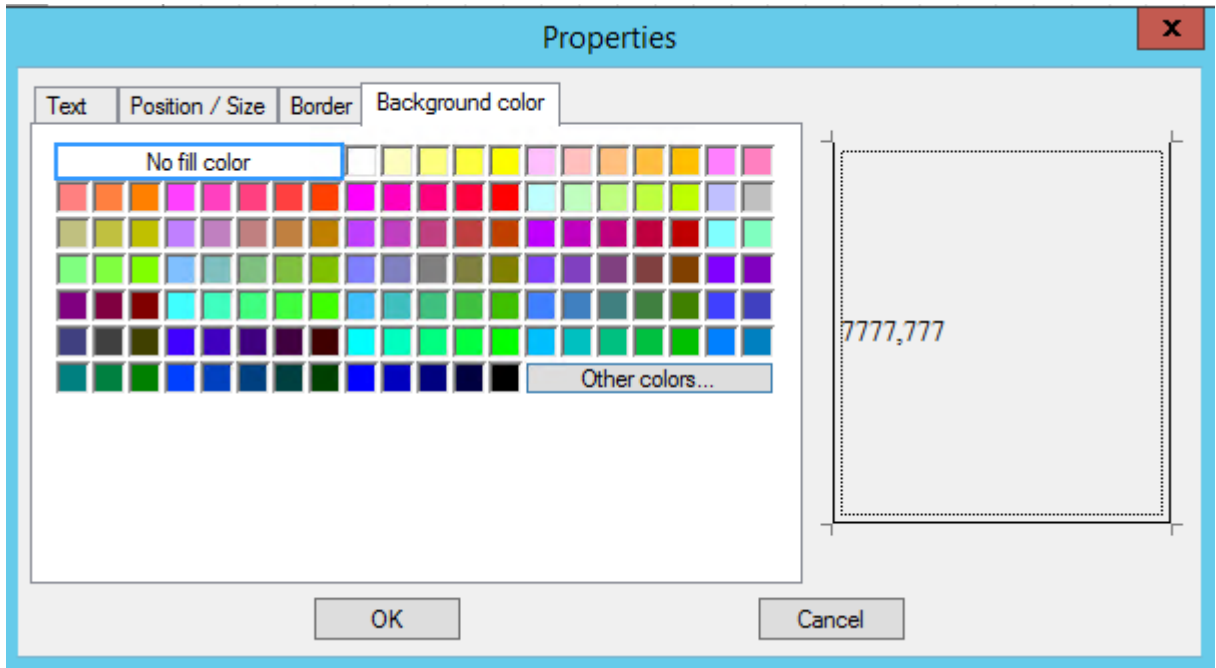 Properties
x
Text Position / Size Border Background color
No fill color
7777,777
Other colors...
OK Cancel